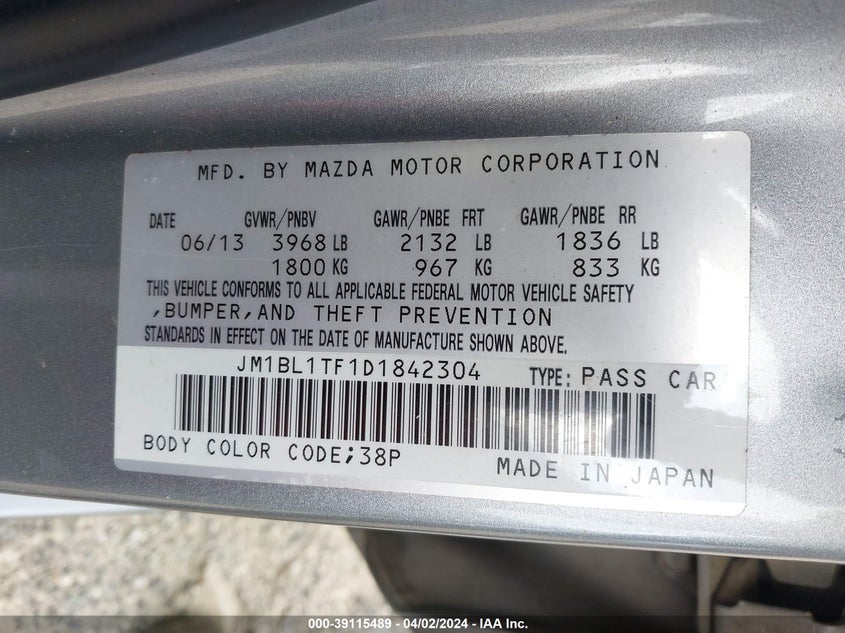 MFD. BY MAZDA MOTOR CORPORATION
DATE GVWR/PNBV GAWR/PNBE FRT GAWR/PNBE RR
06/13 3968 LB 2132 LB 1836 LB
1800 KG 967 KG 833 KG
THIS VEHICLE CONFORMS TO ALL APPLICABLE FEDERAL MOTOR VEHICLE SAFETY
,BUMPER,AND THEFT PREVENTION
STANDARDS IN EFFECT ON THE DATE OF MANUFACTURE SHOWN ABOVE.
JM1BL1TF1D1842304 TYPE: PASS CAR
BODY COLOR CODE;38P MADE IN JAPAN
000-39115489 - 04/02/2024 - IAA Inc.